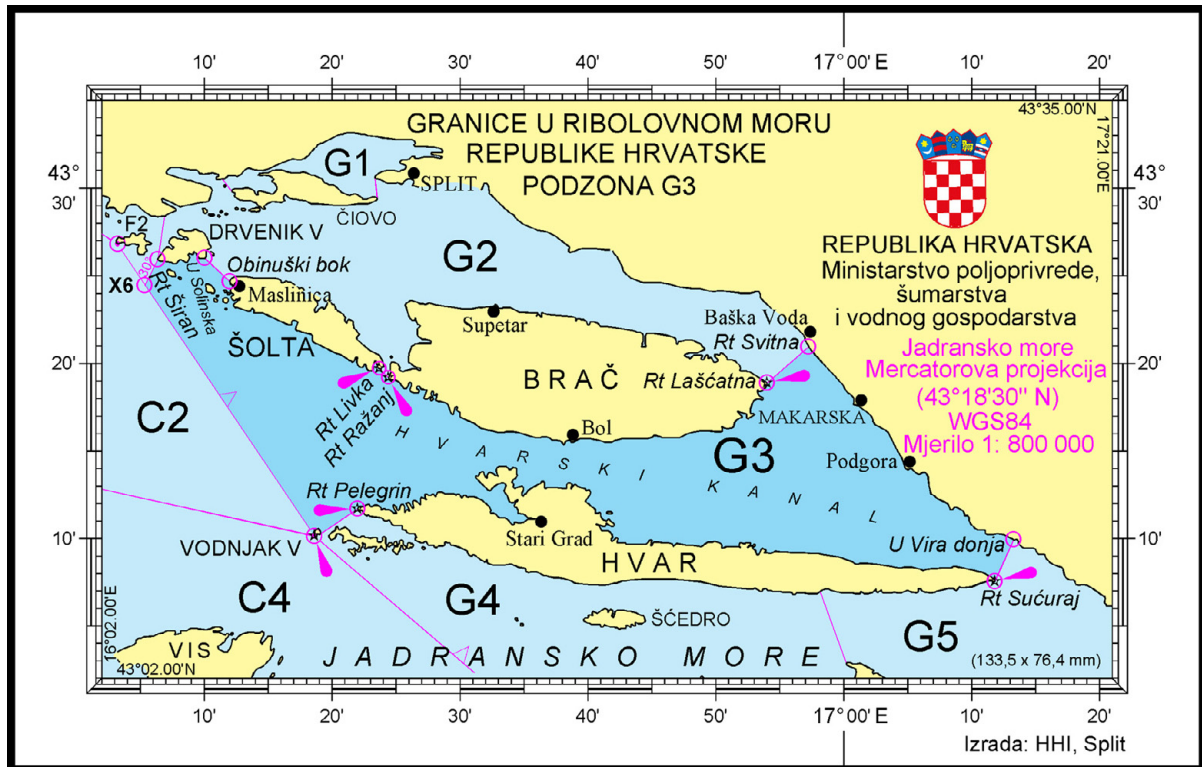 10'
20'
30'
40'
50'
17°00' E
10'
20'
43°35.00'N
17°21.00'E
GRANICE U RIBOLOVNOM MORU
REPUBLIKE HRVATSKE
PODZONA G3
43°
30'
20'
10'
43°
30'
20'
10'
G1
SPLIT
ČIOVO
F2
DRVENIK V
G2
Obinuški bok
X6
30°
Rt Širan
U Solinska
Maslinica
Supetar
Baška Voda
Rt Svitna
ŠOLTA
BRAČ
Rt Lašćatna
MAKARSKA
Rt Livka
Rt Ražanj
C2
Bol
G3
HVARSKI KANAL
Podgora
Rt Pelegrin
Stari Grad
U Vira donja
VODNJAK V
HVAR
Rt Sućuraj
C4
G4
ŠĆEDRO
G5
VIS
JADRANSKO MORE
(133,5 x 76,4 mm)
16°02.00'E
43°02.00'N
REPUBLIKA HRVATSKA
Ministarstvo poljoprivrede,
šumarstva
i vodnog gospodarstva
Jadransko more
Mercatorova projekcija
(43°18'30" N)
WGS84
Mjerilo 1: 800 000
10'
20'
30'
40'
50'
17°00' E
10'
20'
Izrada: HHI, Split